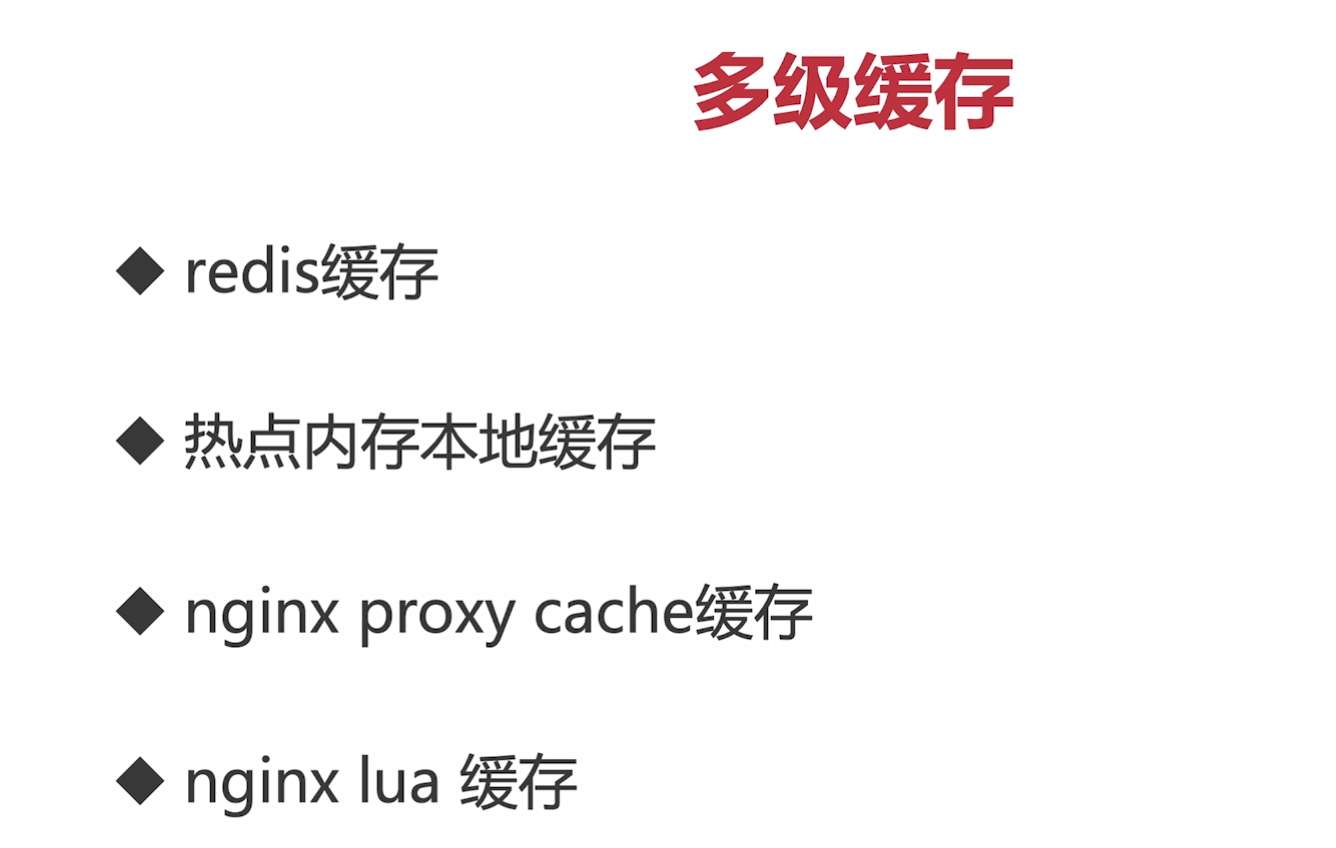 多级缓存
◆ redis缓存
◆ 热点内存本地缓存
◆ nginx proxy cache缓存
◆ nginx lua 缓存